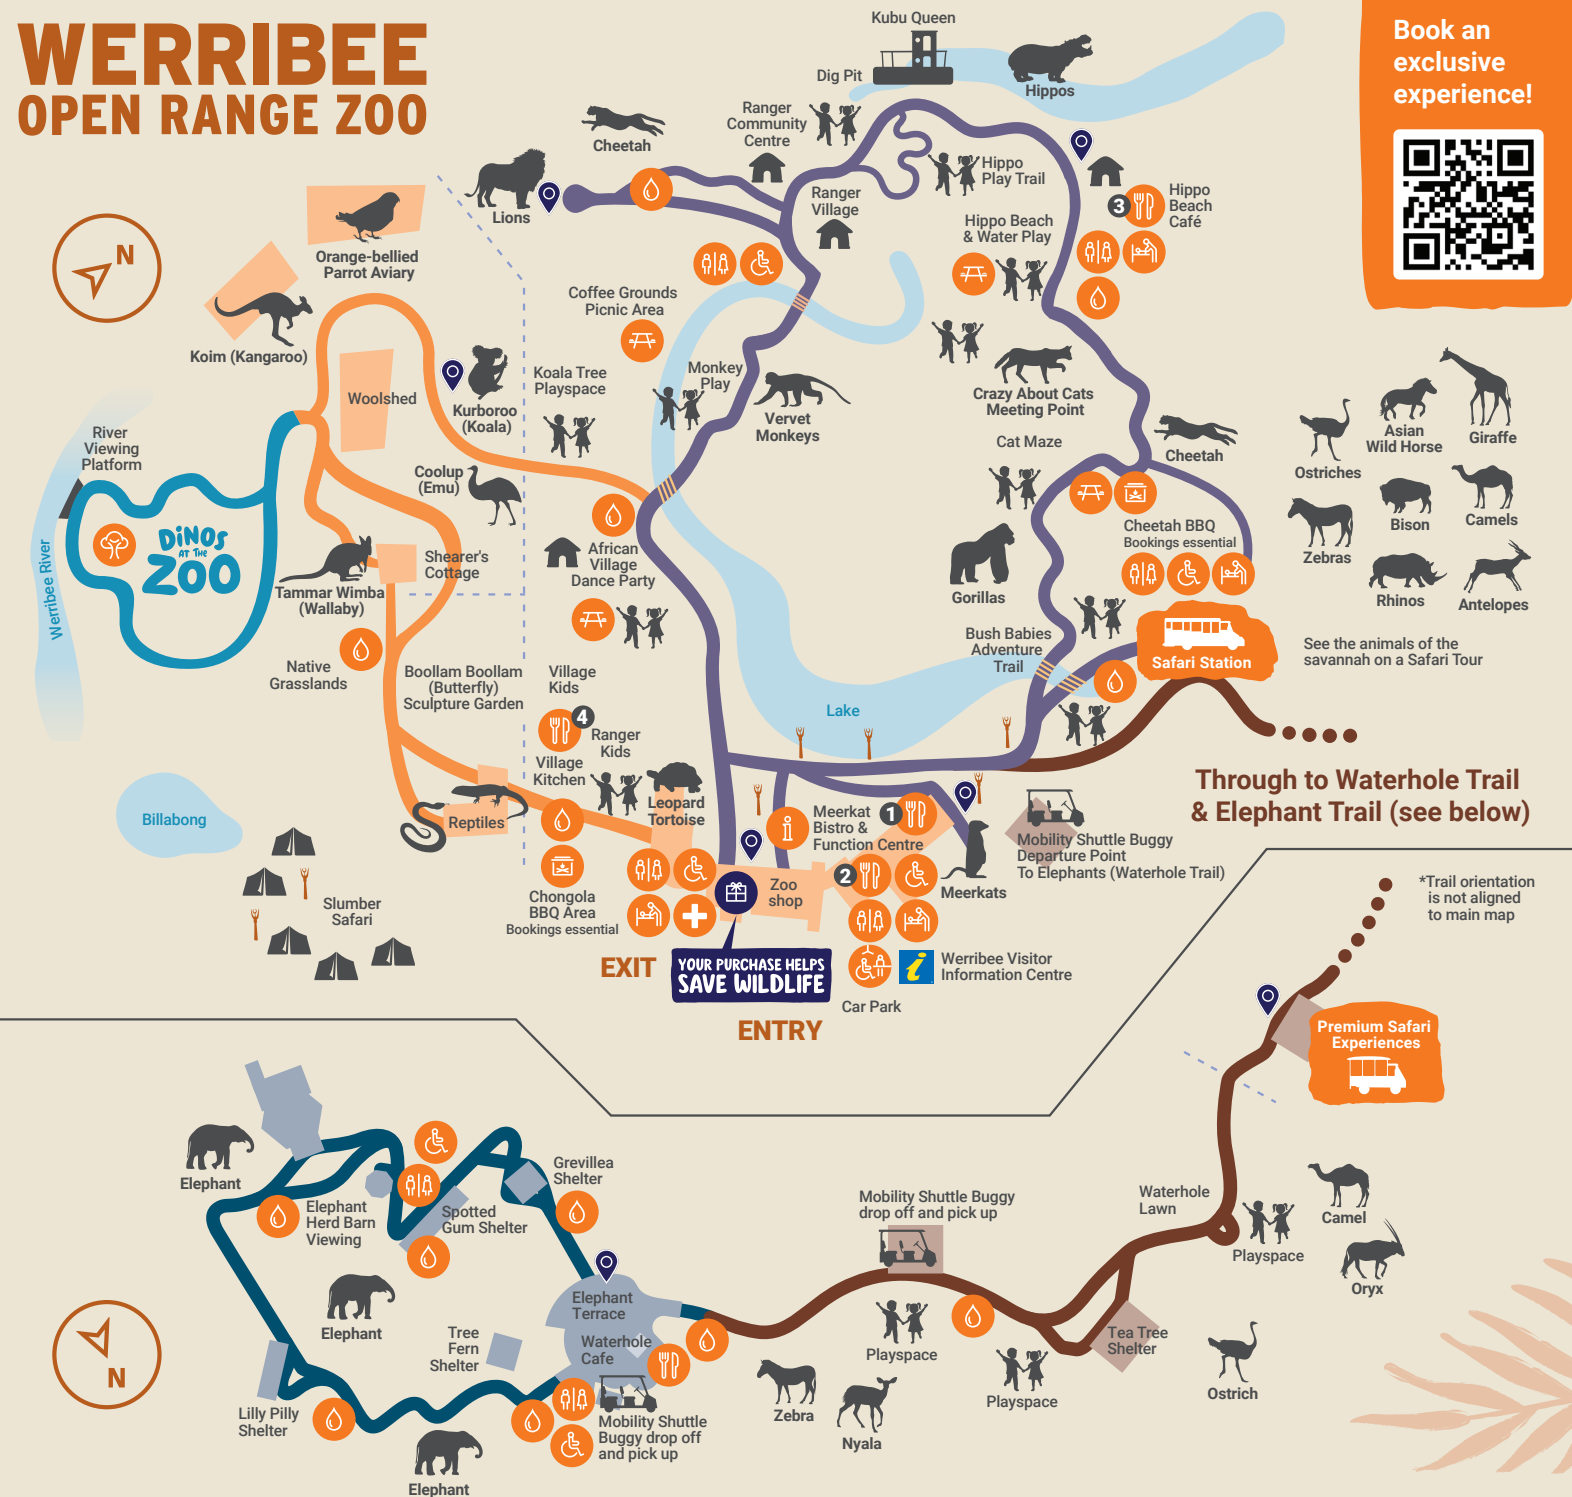 WERRIBEE
OPEN RANGE ZOO
Book an
exclusive
experience!
Kubu Queen
Dig Pit
Hippos
Ranger
Community
Centre
Cheetah
Lions
Hippo
Play Trail
Ranger
Village
Hippo Beach
& Water Play
3
Hippo
Beach
Café
N
Orange-bellied
Parrot Aviary
Koim (Kangaroo)
Coffee Grounds
Picnic Area
Koala Tree
Playspace
Monkey
Play
Vervet
Monkeys
Crazy About Cats
Meeting Point
Cat Maze
Cheetah
Woolshed
Kurboroo
(Koala)
River
Viewing
Platform
Coolup
(Emu)
Ostriches
Asian
Wild Horse
Giraffe
Zebras
Bison
Camels
Rhinos
Antelopes
See the animals of the
savannah on a Safari Tour
Cheetah BBQ
Bookings essential
Gorillas
Bush Babies
Adventure
Trail
Safari Station
DiNOS
AT THE
ZOO
Werribee River
Tammar Wimba
(Wallaby)
Shearer's
Cottage
African
Village
Dance Party
Native
Grasslands
Boollam Boollam
(Butterfly)
Sculpture Garden
Village
Kids
4
Ranger
Kids
Village
Kitchen
Lake
Leopard
Tortoise
Billabong
Reptiles
Slumber
Safari
Chongola
BBQ Area
Bookings essential
Meerkat
Bistro &
Function Centre
1
2
Zoo
shop
Meerkats
Mobility Shuttle Buggy
Departure Point
To Elephants (Waterhole Trail)
Through to Waterhole Trail
& Elephant Trail (see below)
EXIT
YOUR PURCHASE HELPS
SAVE WILDLIFE
ENTRY
i
Werribee Visitor
Information Centre
Car Park
*Trail orientation
is not aligned
to main map
Premium Safari
Experiences
Elephant
Elephant
Herd Barn
Viewing
Spotted
Gum Shelter
Grevillea
Shelter
Elephant
Terrace
Waterhole
Cafe
Elephant
Tree
Fern
Shelter
N
Lilly Pilly
Shelter
Elephant
Mobility Shuttle
Buggy drop off
and pick up
Mobility Shuttle Buggy
drop off and pick up
Playspace
Zebra
Nyala
Playspace
Tea Tree
Shelter
Waterhole
Lawn
Playspace
Camel
Oryx
Ostrich